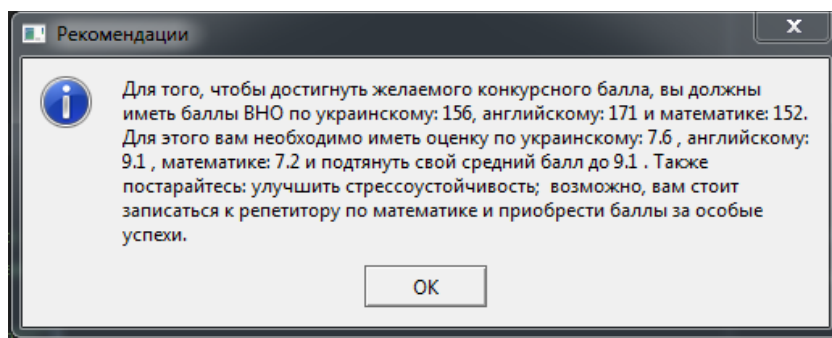 Рекомендации
Для того, чтобы достигнуть желаемого конкурсного балла, вы должны
иметь баллы ВНО по украинскому: 156, английскому: 171 и математике: 152.
Для этого вам необходимо иметь оценку по украинскому: 7.6 , английскому:
9.1 , математике: 7.2 и подтянуть свой средний балл до 9.1 . Также
постарайтесь: улучшить стрессоустойчивость;  возможно, вам стоит
записаться к репетитору по математике и приобрести баллы за особые
успехи.
OK